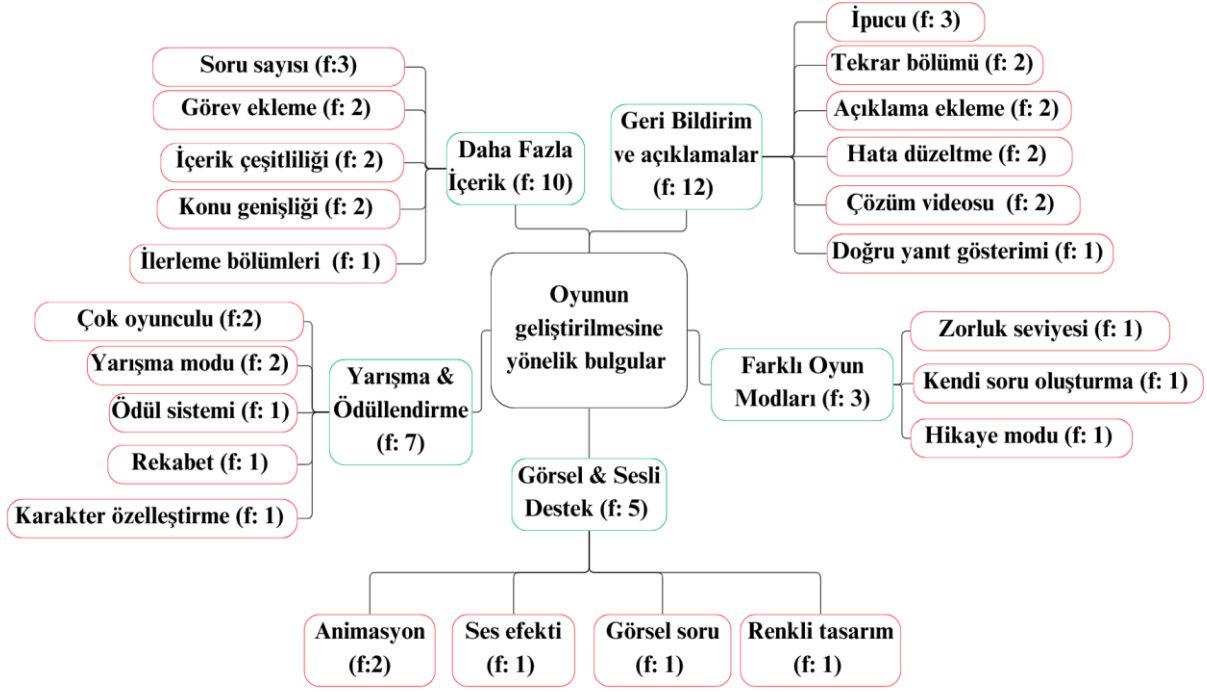 Soru sayısı (f:3)
Görev ekleme (f: 2)
İçerik çeşitliliği (f: 2)
Konu genişliği (f: 2)
İlerleme bölümleri (f: 1)
Daha Fazla
İçerik (f: 10)
Geri Bildirim
ve açıklamalar
(f: 12)
İpucu (f: 3)
Tekrar bölümü (f: 2)
Açıklama ekleme (f: 2)
Hata düzeltme (f: 2)
Çözüm videosu (f: 2)
Doğru yanıt gösterimi (f: 1)
Oyunun
geliştirilmesine
yönelik bulgular
Çok oyunculu (f:2)
Yarışma modu (f: 2)
Ödül sistemi (f: 1)
Rekabet (f: 1)
Karakter özelleştirme (f: 1)
Yarışma &
Ödüllendirme
(f: 7)
Farklı Oyun
Modları (f: 3)
Zorluk seviyesi (f: 1)
Kendi soru oluşturma (f: 1)
Hikaye modu (f: 1)
Görsel & Sesli
Destek (f: 5)
Animasyon
(f:2)
Ses efekti
(f: 1)
Görsel soru
(f: 1)
Renkli tasarım
(f: 1)